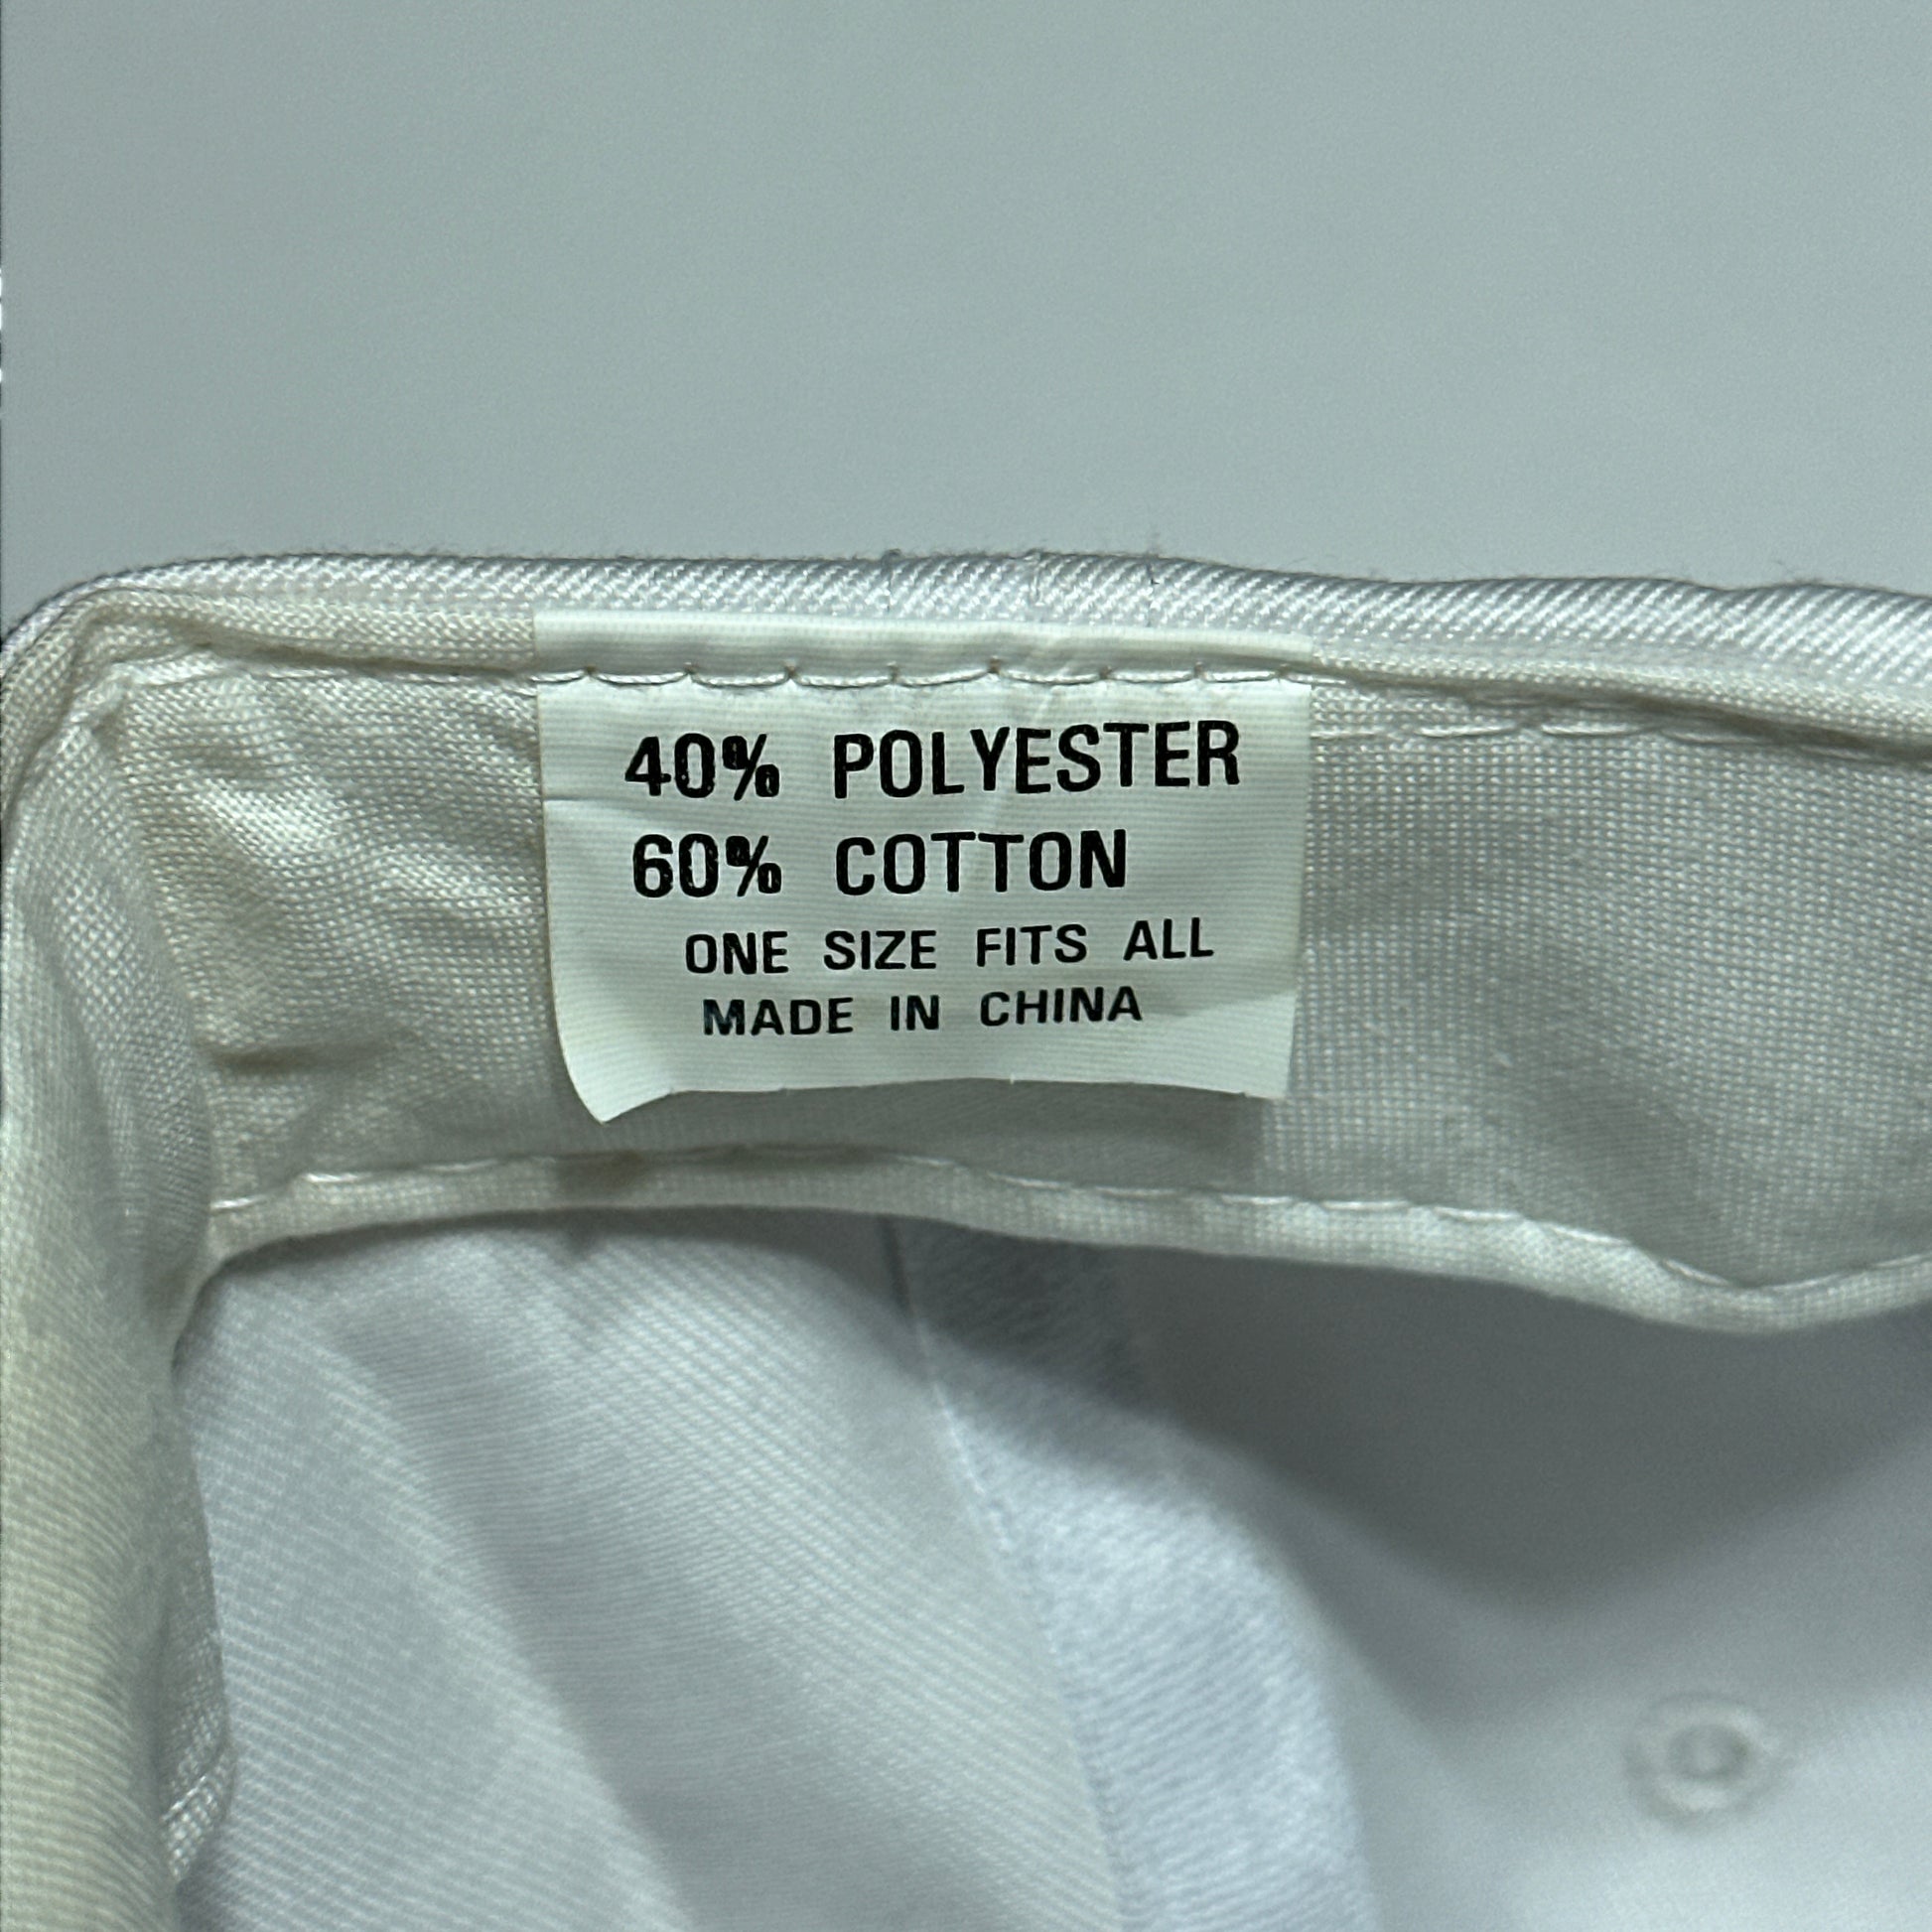 40% POLYESTER
60% COTTON
ONE SIZE FITS ALL
MADE IN CHINA